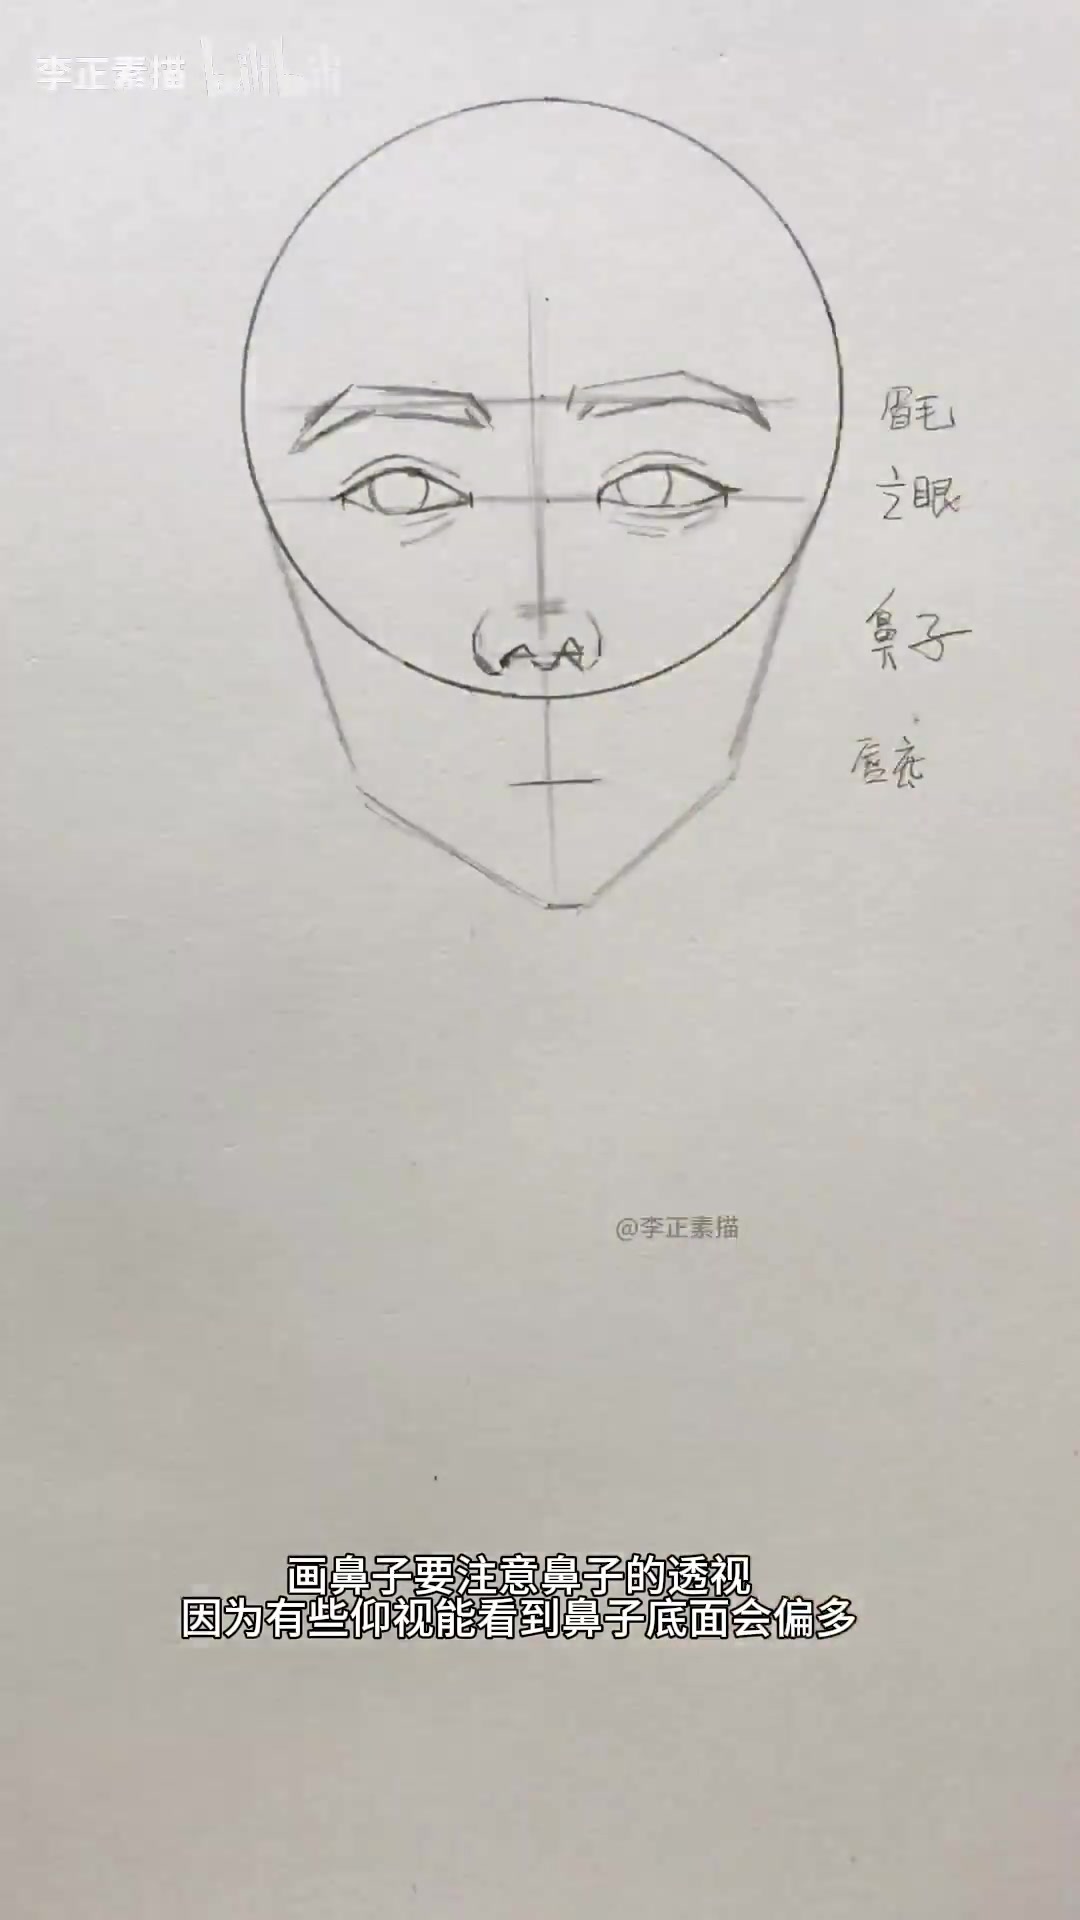 李正素描 bilibili
眉毛
立眼
鼻子
唇底
@李正素描
画鼻子要注意鼻子的透视
因为有些仰视能看到鼻子底面会偏多